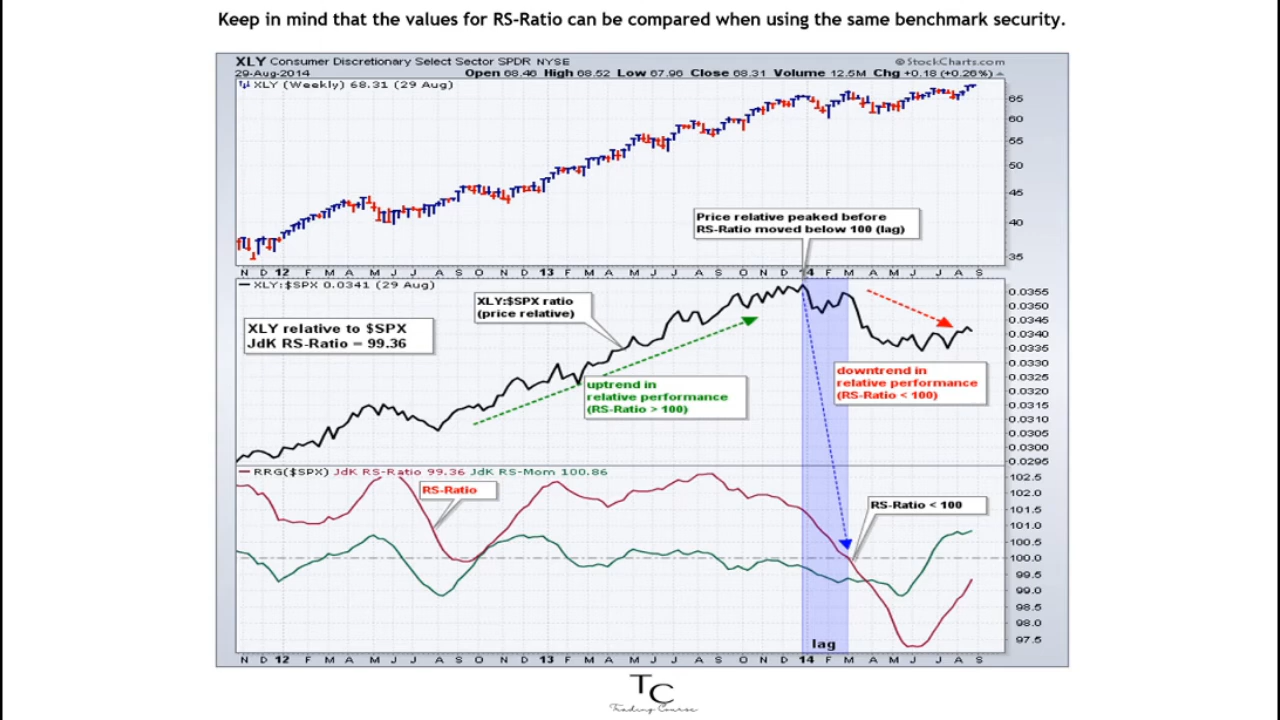 Keep in mind that the values for RS-Ratio can be compared when using the same benchmark security.
XLY Consumer Discretionary Select Sector SPDR NYSE © StockCharts.com
29-Aug-2014 Open 68.46 High 68.52 Low 67.96 Close 68.31 Volume 12.5M Chg +0.18 (+0.26%)
XLY (Weekly) 68.31 (29 Aug)
65
60
55
50
45
40
35
Price relative peaked before
RS-Ratio moved below 100 (lag)
N D 12 F M A M J J A S O N D 13 F M A M J J A S O N D 14 F M A M J J A S
XLY:$SPX 0.0341 (29 Aug)
XLY:$SPX ratio
(price relative)
XLY relative to $SPX
JdK RS-Ratio = 99.36
uptrend in
relative performance
(RS-Ratio > 100)
downtrend in
relative performance
(RS-Ratio < 100)
0.0355
0.0350
0.0345
0.0340
0.0335
0.0330
0.0325
0.0320
0.0315
0.0310
0.0305
0.0300
0.0295
RRG($SPX) JdK RS-Ratio 99.36 JdK RS-Mom 100.86
RS-Ratio
RS-Ratio < 100
102.5
102.0
101.5
101.0
100.5
100.0
99.5
99.0
98.5
98.0
97.5
lag
N D 12 F M A M J J A S O N D 13 F M A M J J A S O N D 14 F M A M J J A S
TC
Trading Course